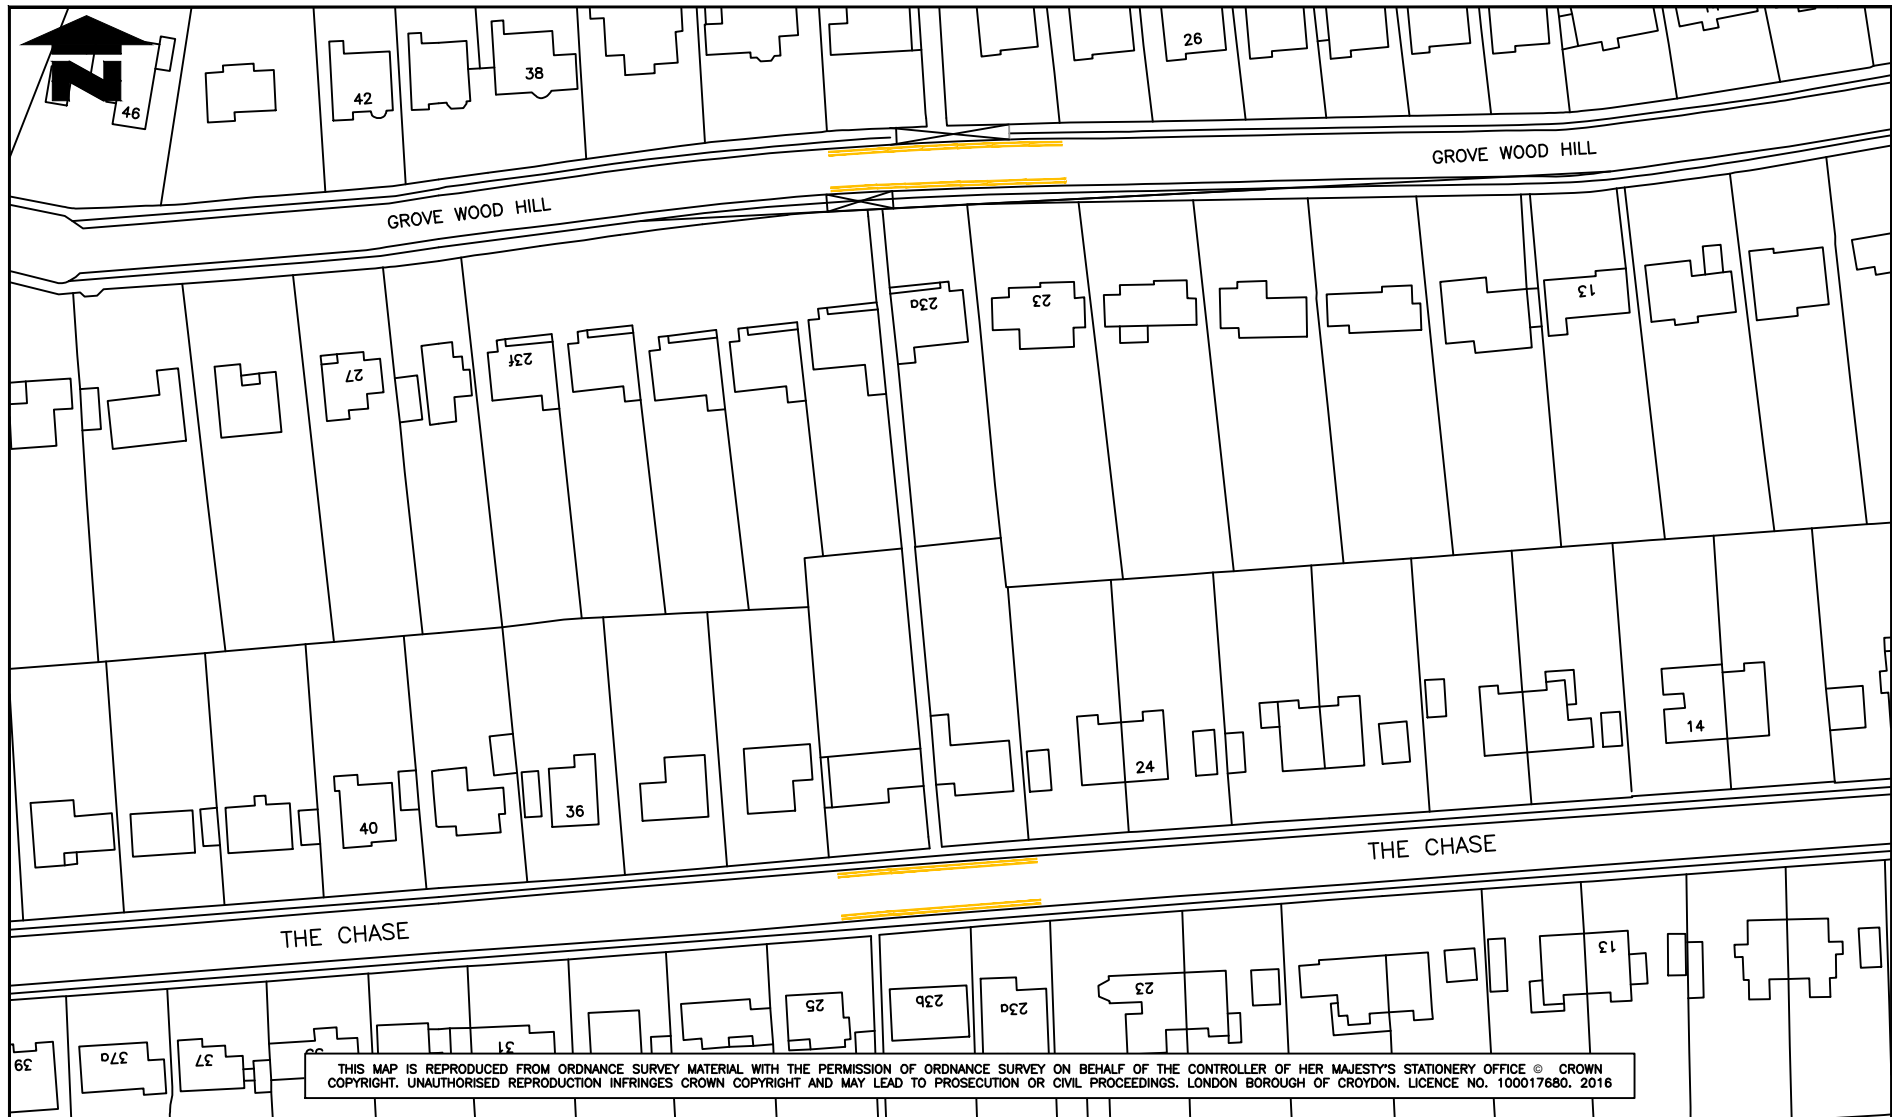 N
46
42
38
26
GROVE WOOD HILL
GROVE WOOD HILL
27
23f
23a
23
13
40
36
24
14
THE CHASE
THE CHASE
39
37a
37
31
25
23b
23a
23
13
THIS MAP IS REPRODUCED FROM ORDNANCE SURVEY MATERIAL WITH THE PERMISSION OF ORDNANCE SURVEY ON BEHALF OF THE CONTROLLER OF HER MAJESTY'S STATIONERY OFFICE © CROWN
COPYRIGHT. UNAUTHORISED REPRODUCTION INFRINGES CROWN COPYRIGHT AND MAY LEAD TO PROSECUTION OR CIVIL PROCEEDINGS. LONDON BOROUGH OF CROYDON. LICENCE NO. 100017680. 2016